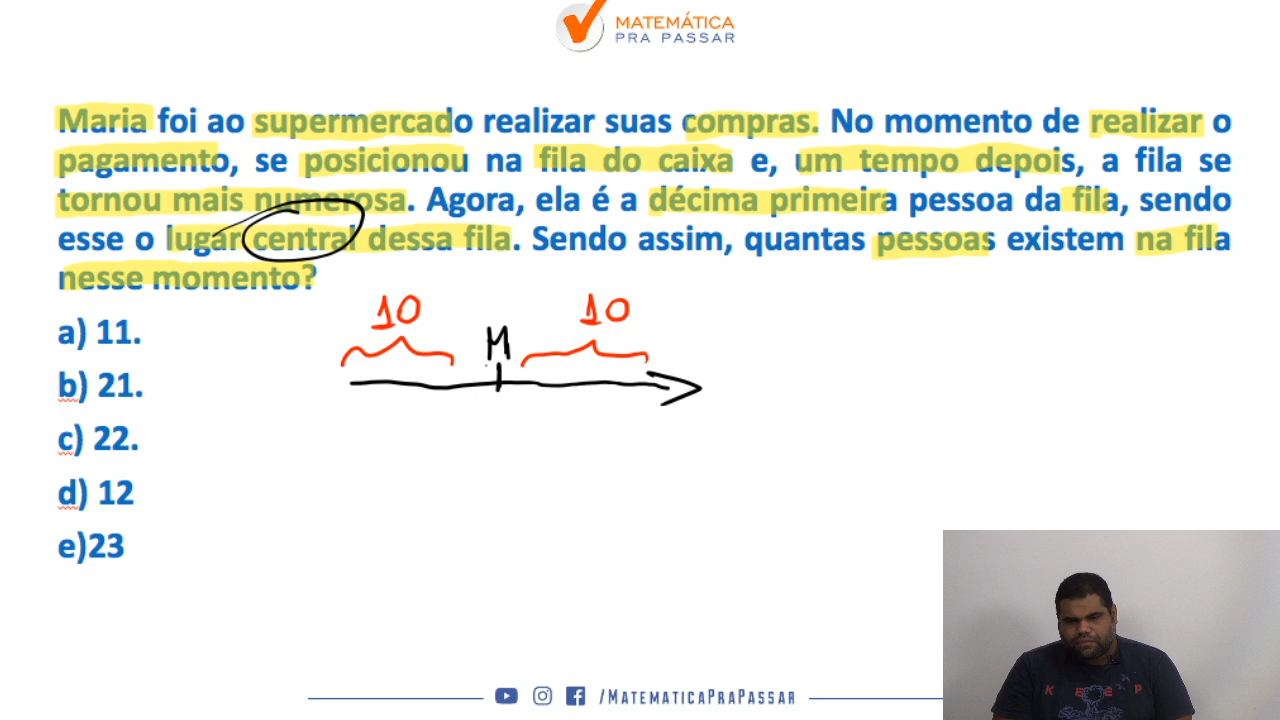 MATEMÁTICA
PRA PASSAR
Maria foi ao supermercado realizar suas compras. No momento de realizar o
pagamento, se posicionou na fila do caixa e, um tempo depois, a fila se
tornou mais numerosa. Agora, ela é a décima primeira pessoa da fila, sendo
esse o lugar central dessa fila. Sendo assim, quantas pessoas existem na fila
nesse momento?
a) 11.
b) 21.
c) 22.
d) 12
e)23
10 M 10
/MATEMATICAPRAPASSAR
K E E P